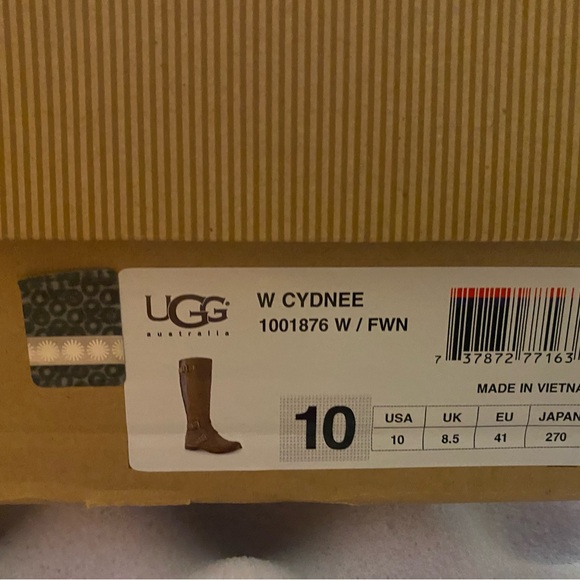 UGG
australia
W CYDNEE
1001876 W / FWN
7 37872 77163
MADE IN VIETNA
10
USA UK EU JAPAN
10 8.5 41 270